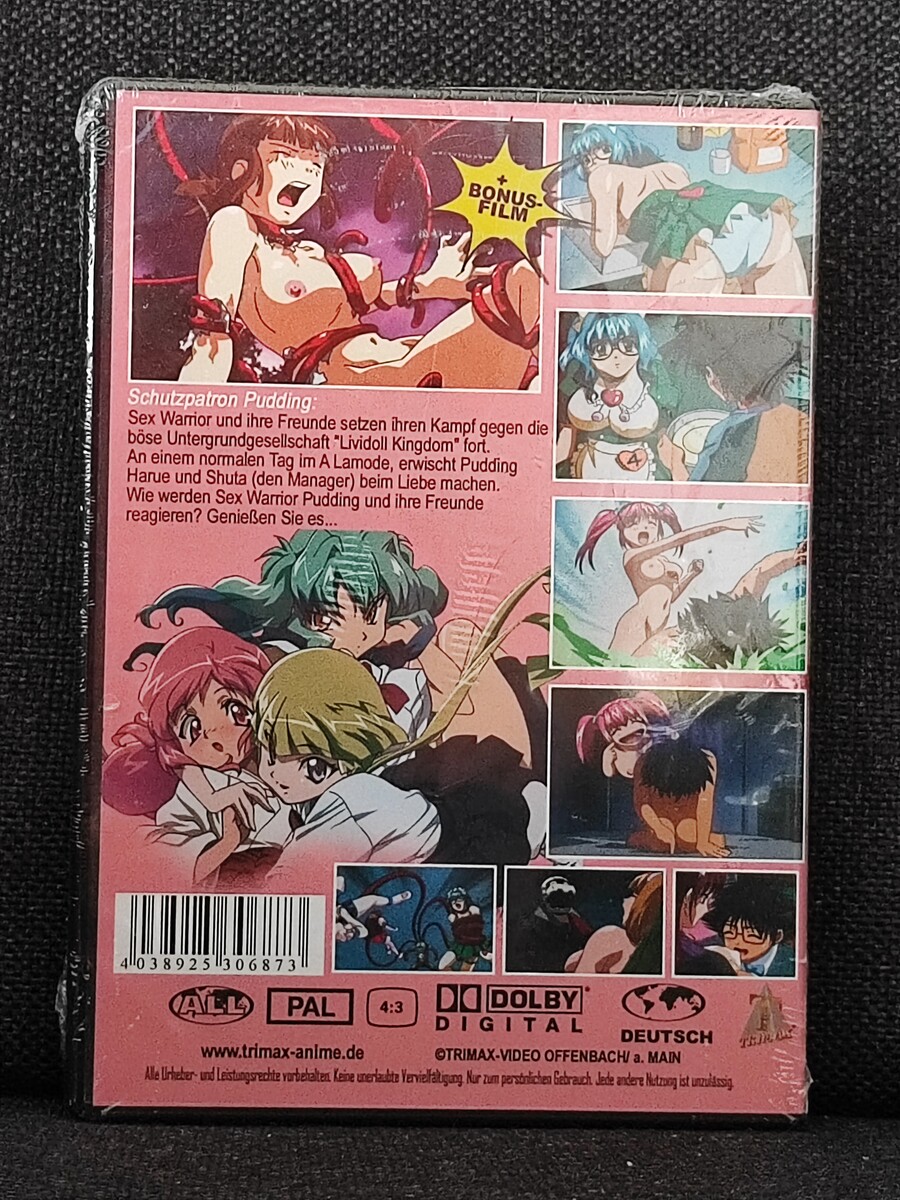 +
BONUS-
FILM
Schutzpatron Pudding:
Sex Warrior und ihre Freunde setzen ihren Kampf gegen die
böse Untergrundgesellschaft "Lividoll Kingdom" fort.
An einem normalen Tag im A Lamode, erwischt Pudding
Harue und Shuta (den Manager) beim Liebe machen.
Wie werden Sex Warrior Pudding und ihre Freunde
reagieren? Genießen Sie es...
4
4 038925 306873
ALL
PAL
4:3
DOLBY
DIGITAL
DEUTSCH
TRIMAX
www.trimax-anime.de
©TRIMAX-VIDEO OFFENBACH/ a. MAIN
Alle Urheber- und Leistungsrechte vorbehalten. Keine unerlaubte Vervielfältigung. Nur zum persönlichen Gebrauch. Jede andere Nutzung ist unzulässig.